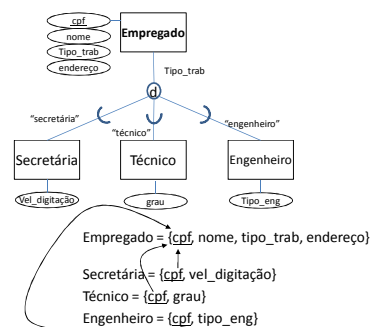 cpf
Empregado
nome
Tipo_trab
endereço
Tipo_trab
d
"secretária"
"técnico"
"engenheiro"
Secretária
Técnico
Engenheiro
Vel_digitação
grau
Tipo_eng
Empregado = {cpf, nome, tipo_trab, endereço}
Secretária = {cpf, vel_digitação}
Técnico = {cpf, grau}
Engenheiro = {cpf, tipo_eng}